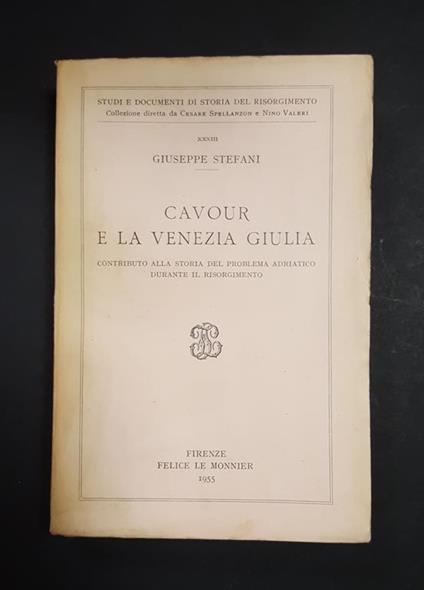 STUDI E DOCUMENTI DI STORIA DEL RISORGIMENTO
Collezione diretta da CESARE SPELLANZON e NINO VALERI
XXXIII
GIUSEPPE STEFANI
CAVOUR
E LA VENEZIA GIULIA
CONTRIBUTO ALLA STORIA DEL PROBLEMA ADRIATICO
DURANTE IL RISORGIMENTO
FIRENZE
FELICE LE MONNIER
1955